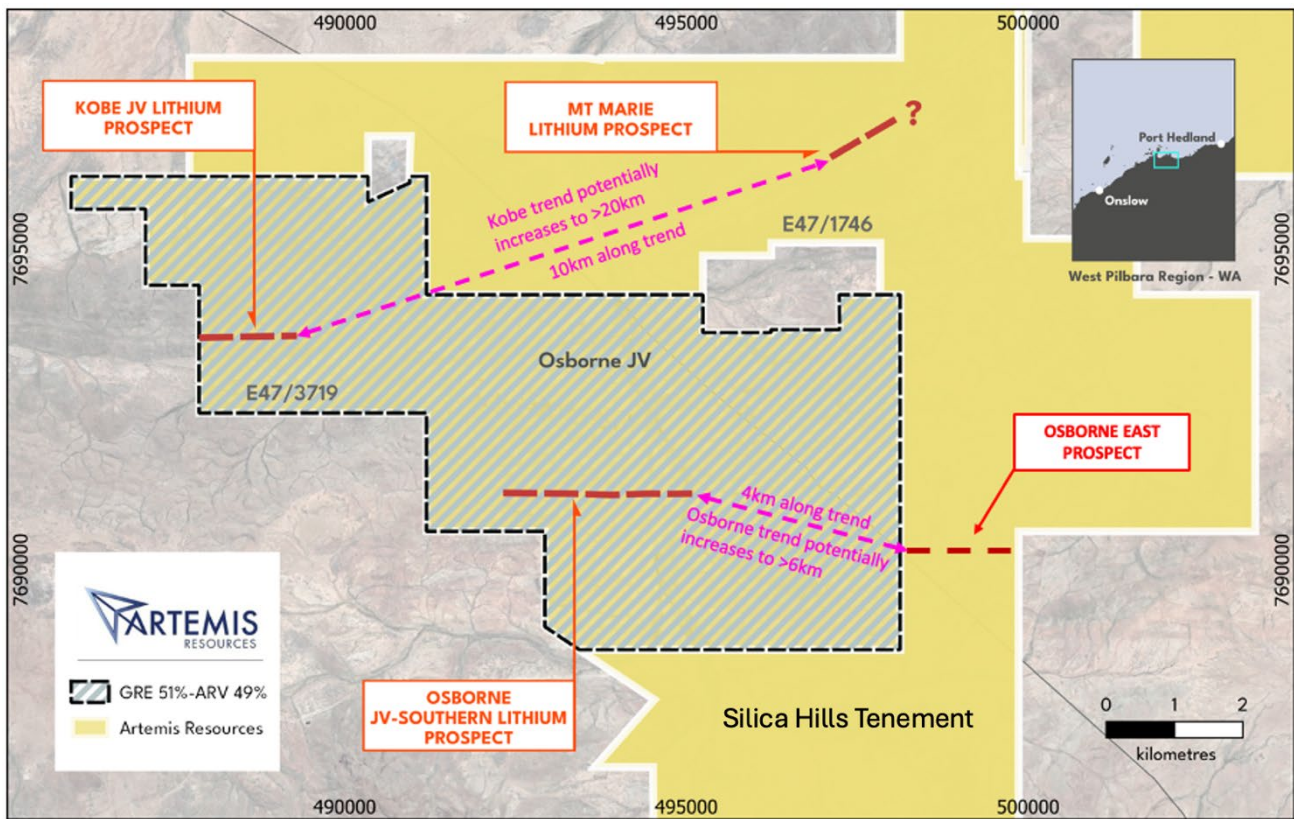 490000
495000
500000
KOBE JV LITHIUM
PROSPECT
MT MARIE
LITHIUM PROSPECT
?
Port Hedland
Onslow
West Pilbara Region - WA
7695000
7695000
Kobe trend potentially
increases to >20km
10km along trend
E47/1746
Osborne JV
E47/3719
OSBORNE EAST
PROSPECT
4km along trend
Osborne trend potentially
increases to >6km
7690000
7690000
ARTEMIS
RESOURCES
GRE 51%-ARV 49%
Artemis Resources
OSBORNE
JV-SOUTHERN LITHIUM
PROSPECT
Silica Hills Tenement
0 1 2
kilometres
490000
495000
500000